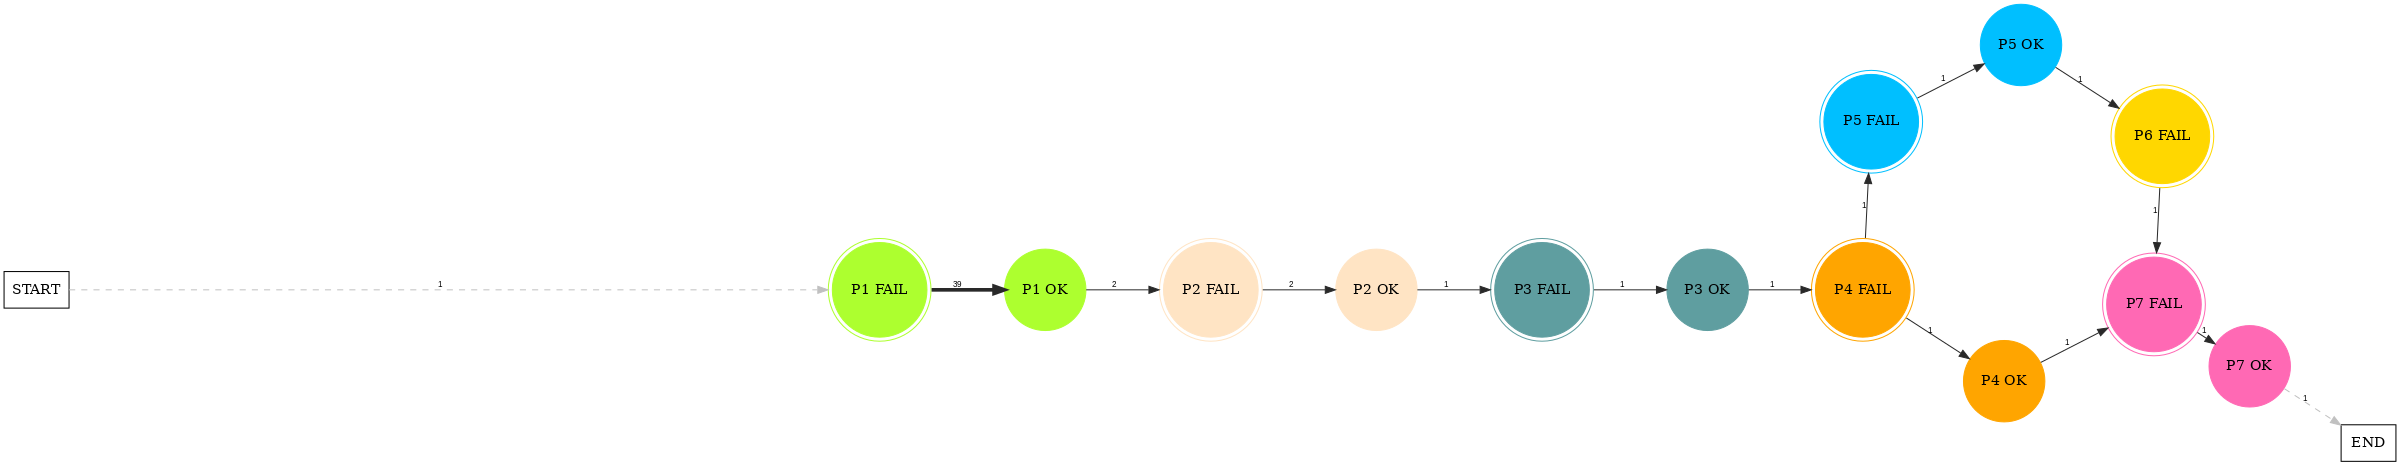 START
1
P1 FAIL
39
P1 OK
2
P2 FAIL
2
P2 OK
1
P3 FAIL
1
P3 OK
1
P4 FAIL
1
P5 FAIL
1
P5 OK
1
P6 FAIL
1
1
P4 OK
1
P7 FAIL
1
P7 OK
1
END